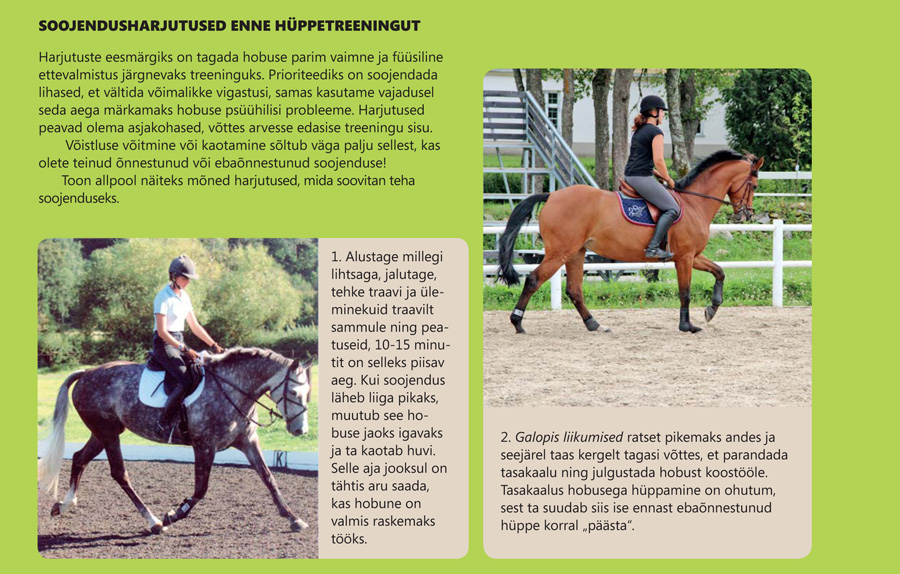 SOOJENDUSHARJUTUSED ENNE HÜPPETREENINGUT
Harjutuste eesmärgiks on tagada hobuse parim vaimne ja füüsiline
ettevalmistus järgnevaks treeninguks. Prioriteediks on soojendada
lihased, et vältida võimalikke vigastusi, samas kasutame vajadusel
seda aega märkamaks hobuse psüühilisi probleeme. Harjutused
peavad olema asjakohased, võttes arvesse edasise treeningu sisu.
Võistluse võitmine või kaotamine sõltub väga palju sellest, kas
olete teinud õnnestunud või ebaõnnestunud soojenduse!
Toon allpool näiteks mõned harjutused, mida soovitan teha
soojenduseks.
1. Alustage millegi
lihtsaga, jalutage,
tehke traavi ja üle-
minekuid traavilt
sammule ning pea-
tuseid, 10-15 minu-
tit on selleks piisav
aeg. Kui soojendus
läheb liiga pikaks,
muutub see ho-
buse jaoks igavaks
ja ta kaotab huvi.
Selle aja jooksul on
tähtis aru saada,
kas hobune on
valmis raskemaks
tööks.
K
2. Galopis liikumised ratset pikemaks andes ja
seejärel taas kergelt tagasi võttes, et parandada
tasakaalu ning julgustada hobust koostööle.
Tasakaalus hobusega hüppamine on ohutum,
sest ta suudab siis ise ennast ebaõnnestunud
hüppe korral „päästa“.